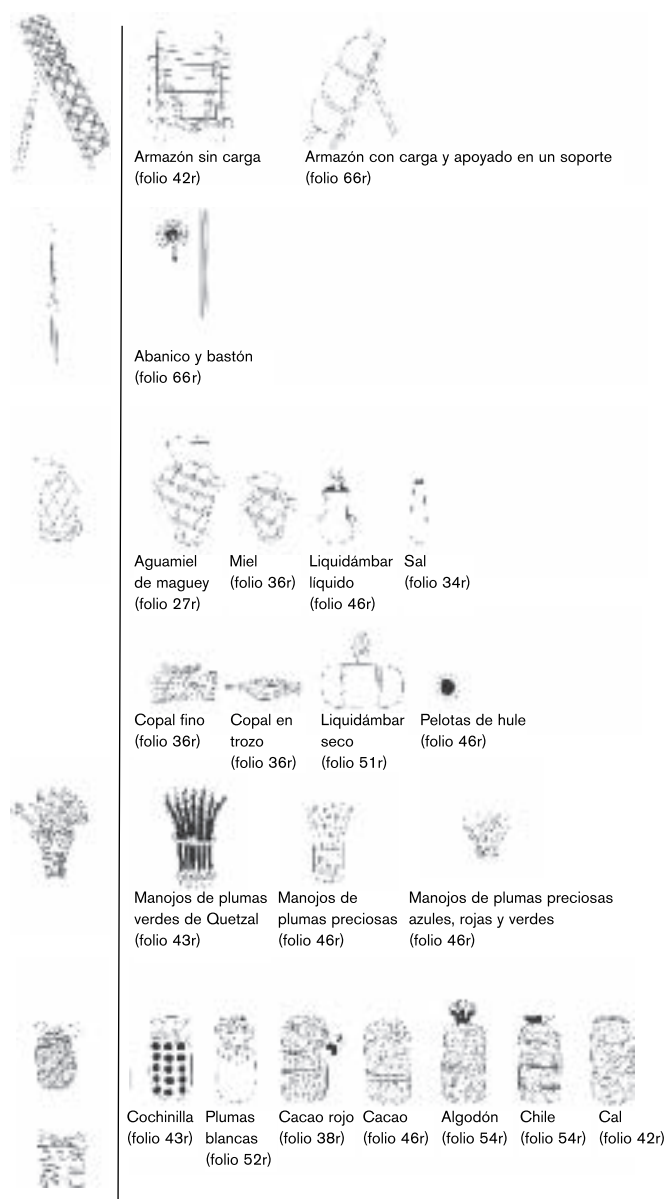 Armazón sin carga
(folio 42r)
Armazón con carga y apoyado en un soporte
(folio 66r)
Abanico y bastón
(folio 66r)
Aguamiel
de maguey
(folio 27r)
Miel
(folio 36r)
Liquidámbar
líquido
(folio 46r)
Sal
(folio 34r)
Copal fino
(folio 36r)
Copal en
trozo
(folio 36r)
Liquidámbar
seco
(folio 51r)
Pelotas de hule
(folio 46r)
Manojos de plumas
verdes de Quetzal
(folio 43r)
Manojos de
plumas preciosas
(folio 46r)
Manojos de plumas preciosas
azules, rojas y verdes
(folio 46r)
Cochinilla
(folio 43r)
Plumas
blancas
(folio 52r)
Cacao rojo
(folio 38r)
Cacao
(folio 46r)
Algodón
(folio 54r)
Chile
(folio 54r)
Cal
(folio 42r)